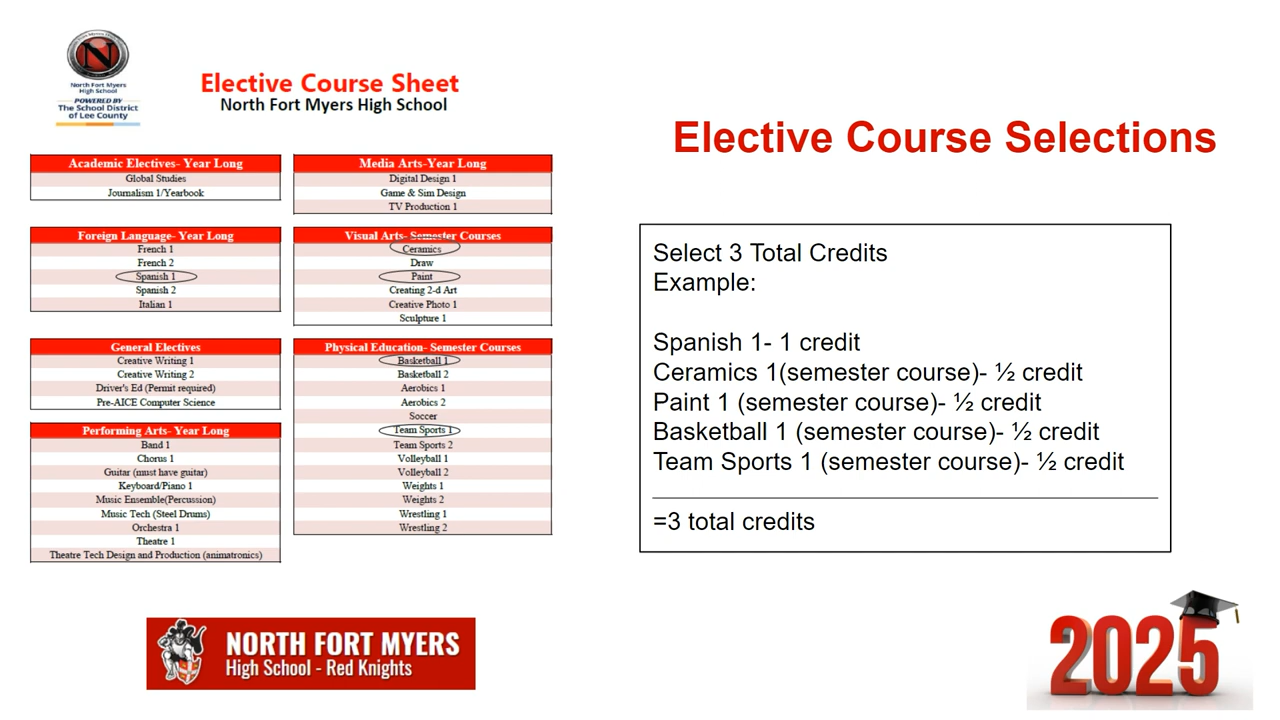 N
North Fort Myers
High School
POWERED BY
The School District
of Lee County
Elective Course Sheet
North Fort Myers High School
Academic Electives- Year Long
Global Studies
Journalism 1/Yearbook
Foreign Language- Year Long
French 1
French 2
Spanish 1
Spanish 2
Italian 1
General Electives
Creative Writing 1
Creative Writing 2
Driver's Ed (Permit required)
Pre-AICE Computer Science
Performing Arts- Year Long
Band 1
Chorus 1
Guitar (must have guitar)
Keyboard/Piano 1
Music Ensemble(Percussion)
Music Tech (Steel Drums)
Orchestra 1
Theatre 1
Theatre Tech Design and Production (animatronics)
Media Arts-Year Long
Digital Design 1
Game & Sim Design
TV Production 1
Visual Arts- Semester Courses
Ceramics
Draw
Paint
Creating 2-d Art
Creative Photo 1
Sculpture 1
Physical Education- Semester Courses
Basketball 1
Basketball 2
Aerobics 1
Aerobics 2
Soccer
Team Sports 1
Team Sports 2
Volleyball 1
Volleyball 2
Weights 1
Weights 2
Wrestling 1
Wrestling 2
NORTH FORT MYERS
High School - Red Knights
Elective Course Selections
Select 3 Total Credits
Example:
Spanish 1- 1 credit
Ceramics 1(semester course)- ½ credit
Paint 1 (semester course)- ½ credit
Basketball 1 (semester course)- ½ credit
Team Sports 1 (semester course)- ½ credit
=3 total credits
2025